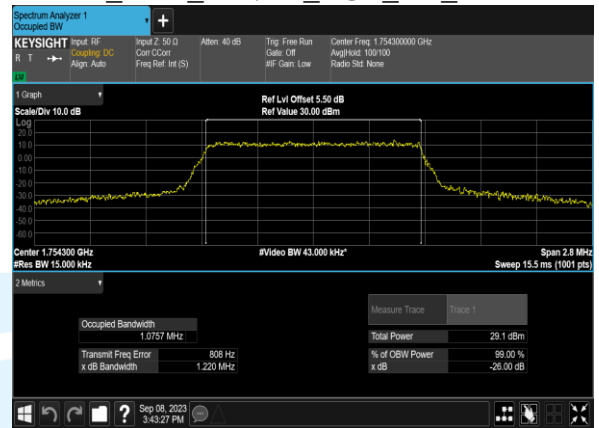 Spectrum Analyzer 1
Occupied BW
KEYSIGHT Input: RF Input Z: 50 Ω Atten: 40 dB Trig: Free Run Center Freq: 1.754300000 GHz
R T Coupling: DC Corr CCorr Gate: Off Avg|Hold: 100/100
Align: Auto Freq Ref: Int (S) #IF Gain: Low Radio Std: None
1 Graph
Scale/Div 10.0 dB Ref Lvl Offset 5.50 dB
Ref Value 30.00 dBm
Log
20.0
10.0
0.00
-10.0
-20.0
-30.0
-40.0
-50.0
-60.0
Center 1.754300 GHz #Video BW 43.000 kHz* Span 2.8 MHz
#Res BW 15.000 kHz Sweep 15.5 ms (1001 pts)
2 Metrics
Measure Trace Trace 1
Occupied Bandwidth
1.0757 MHz Total Power 29.1 dBm
Transmit Freq Error 808 Hz % of OBW Power 99.00 %
x dB Bandwidth 1.220 MHz x dB -26.00 dB
Sep 08, 2023
3:43:27 PM